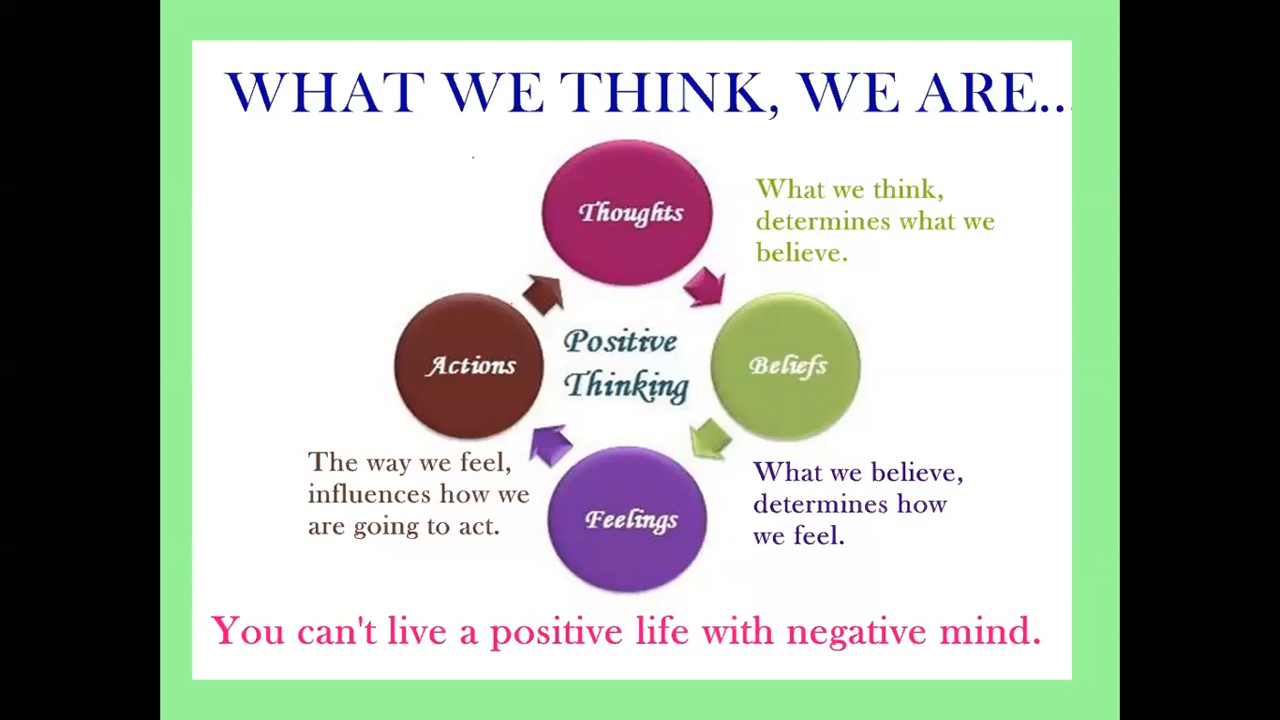 WHAT WE THINK, WE ARE...
Thoughts
What we think,
determines what we
believe.
Actions
Positive
Thinking
Beliefs
The way we feel,
influences how we
are going to act.
Feelings
What we believe,
determines how
we feel.
You can't live a positive life with negative mind.